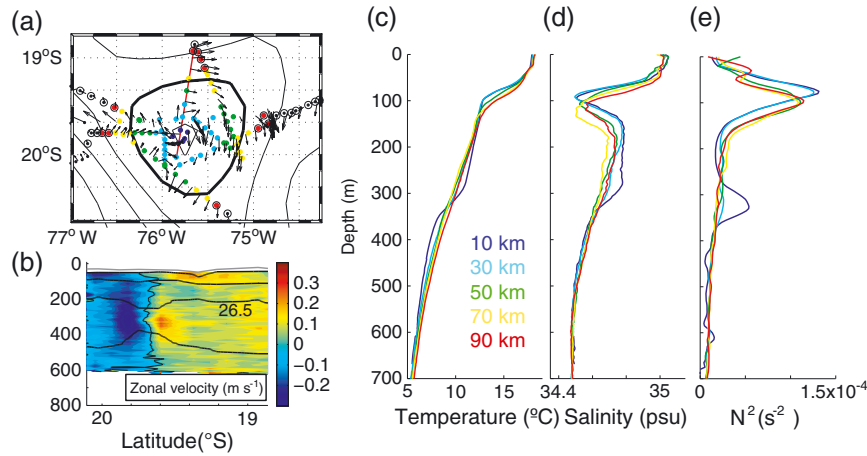 (a)
19°S
20°S
77°W 76°W 75°W
(b)
0
200
400
600
800
26.5
Zonal velocity (m s⁻¹)
20 19
Latitude(°S)
0.3
0.2
0.1
0
−0.1
−0.2
(c)
Depth (m)
0
100
200
300
400
500
600
700
10 km
30 km
50 km
70 km
90 km
5 10 15
Temperature (ºC)
(d)
34.4 35
Salinity (psu)
(e)
0 1.5x10⁻⁴
N² (s⁻²)